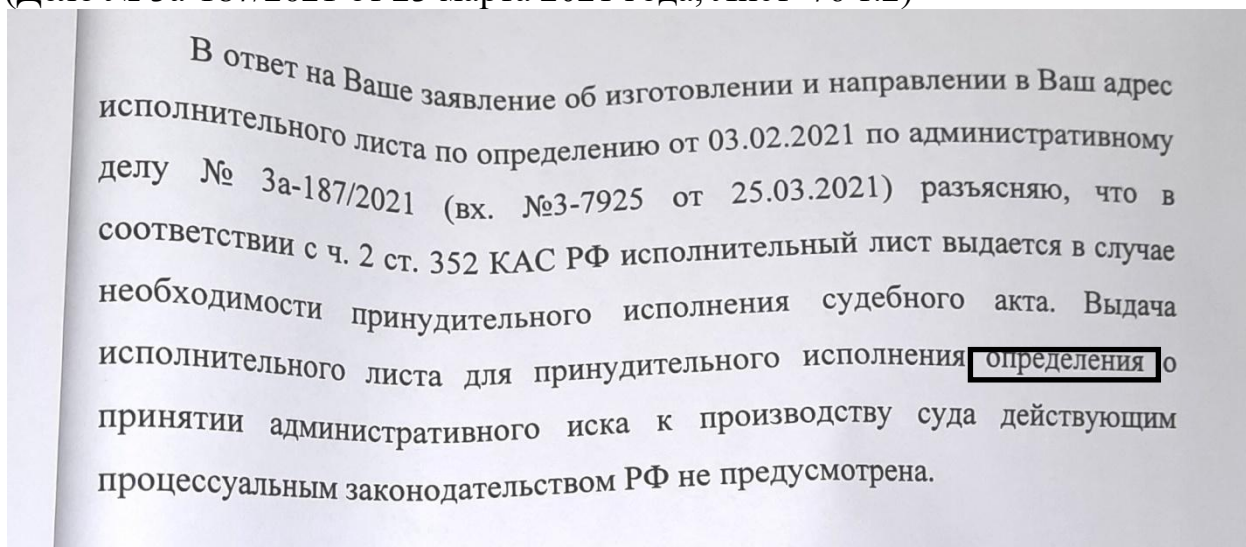 В ответ на Ваше заявление об изготовлении и направлении в Ваш адрес
исполнительного листа по определению от 03.02.2021 по административному
делу № 3а-187/2021 (вх. №3-7925 от 25.03.2021) разъясняю, что в
соответствии с ч. 2 ст. 352 КАС РФ исполнительный лист выдается в случае
необходимости принудительного исполнения судебного акта. Выдача
исполнительного листа для принудительного исполнения определения о
принятии административного иска к производству суда действующим
процессуальным законодательством РФ не предусмотрена.